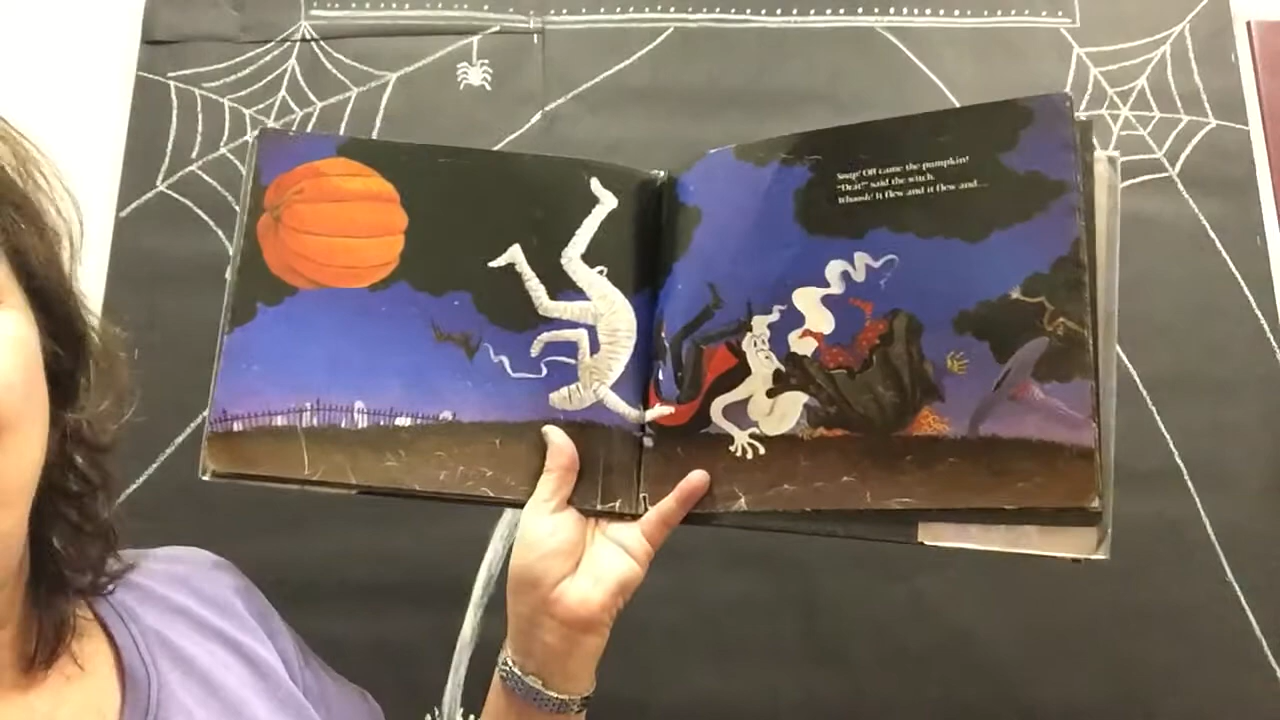 Snap! Off came the pumpkin!
"Drat!" said the witch.
Whoosh! It flew and it flew and...